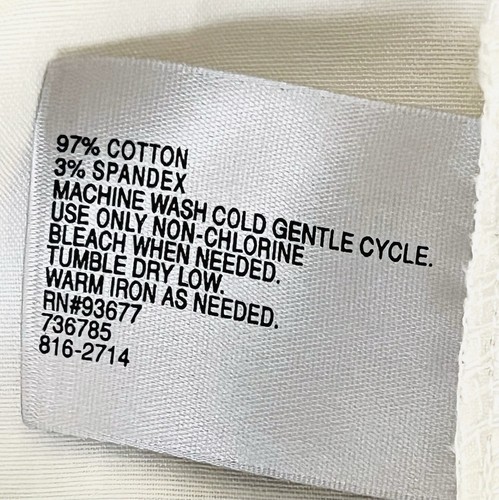 97% COTTON
3% SPANDEX
MACHINE WASH COLD GENTLE CYCLE.
USE ONLY NON-CHLORINE
BLEACH WHEN NEEDED.
TUMBLE DRY LOW.
WARM IRON AS NEEDED.
RN#93677
736785
816-2714